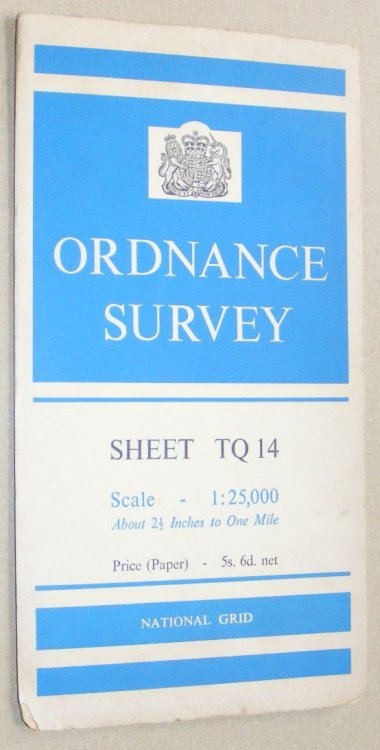 ORDNANCE
SURVEY
SHEET TQ 14
Scale - 1:25,000
About 2½ Inches to One Mile
Price (Paper) - 5s. 6d. net
NATIONAL GRID